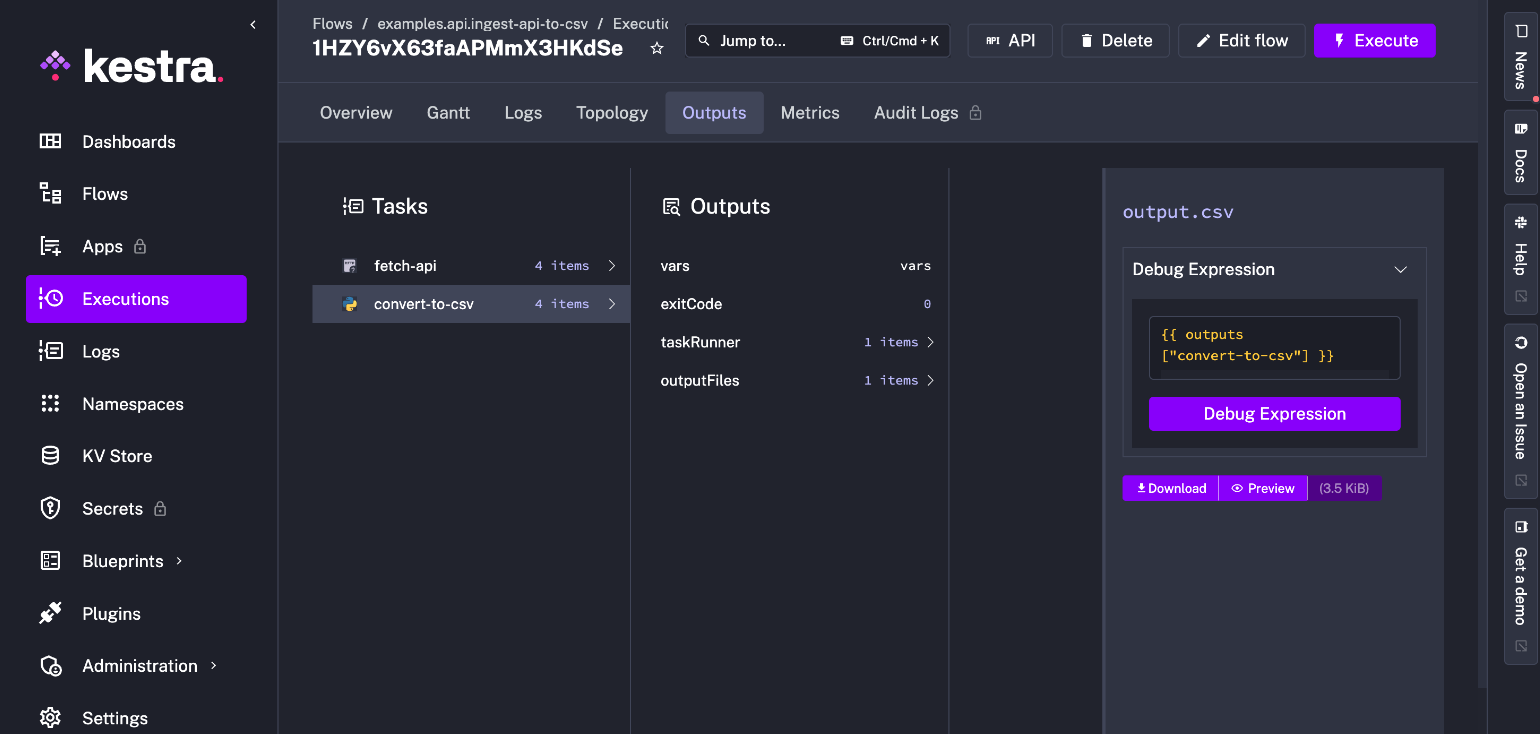 kestra.
Dashboards
Flows
Apps
Executions
Logs
Namespaces
KV Store
Secrets
Blueprints
Plugins
Administration
Settings
Flows / examples.api.ingest-api-to-csv /
1HZY6vX63faAPMmX3HKdSe
Jump to...
Ctrl/Cmd + K
API API
Delete
Edit flow
Execute
Overview
Gantt
Logs
Topology
Outputs
Metrics
Audit Logs
Tasks
fetch-api 4 items
convert-to-csv 4 items
Outputs
vars vars
exitCode 0
taskRunner 1 items
outputFiles 1 items
output.csv
Debug Expression
{{ outputs
["convert-to-csv"] }}
Debug Expression
Download
Preview
(3.5 KiB)
News
Docs
Help
Open an Issue
Get a demo